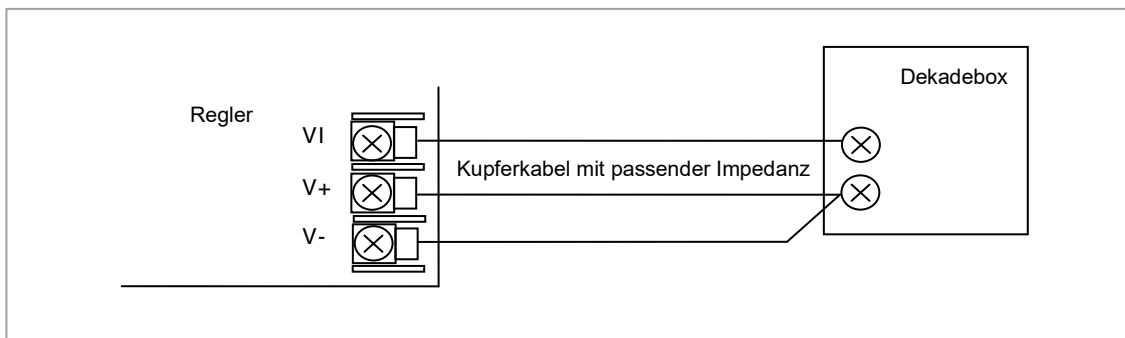 Dekadebox
Regler
VI
Kupferkabel mit passender Impedanz
V+
V-